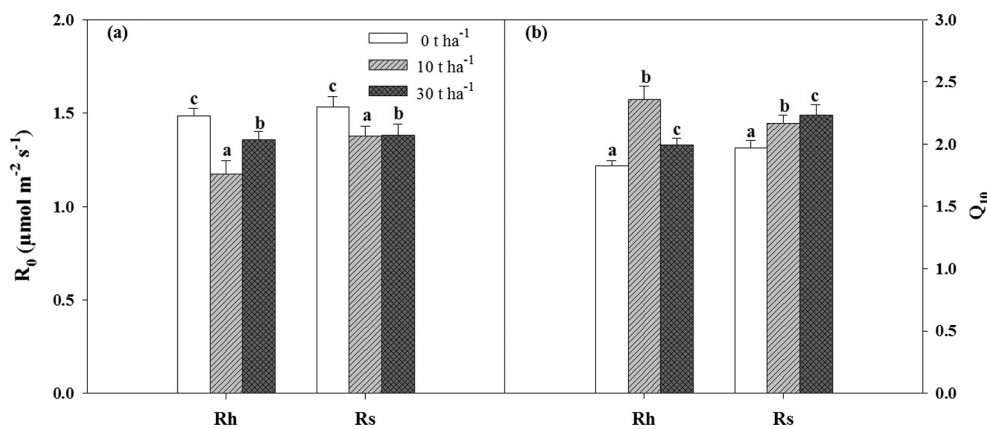 (a)
(b)
0 t ha⁻¹
10 t ha⁻¹
30 t ha⁻¹
R₀ (µmol m⁻² s⁻¹)
2.0
1.5
1.0
0.5
0.0
c
a
b
c
a
b
Rh
Rs
a
b
c
a
b
c
Rh
Rs
3.0
2.5
2.0
1.5
1.0
0.5
0.0
Q₁₀